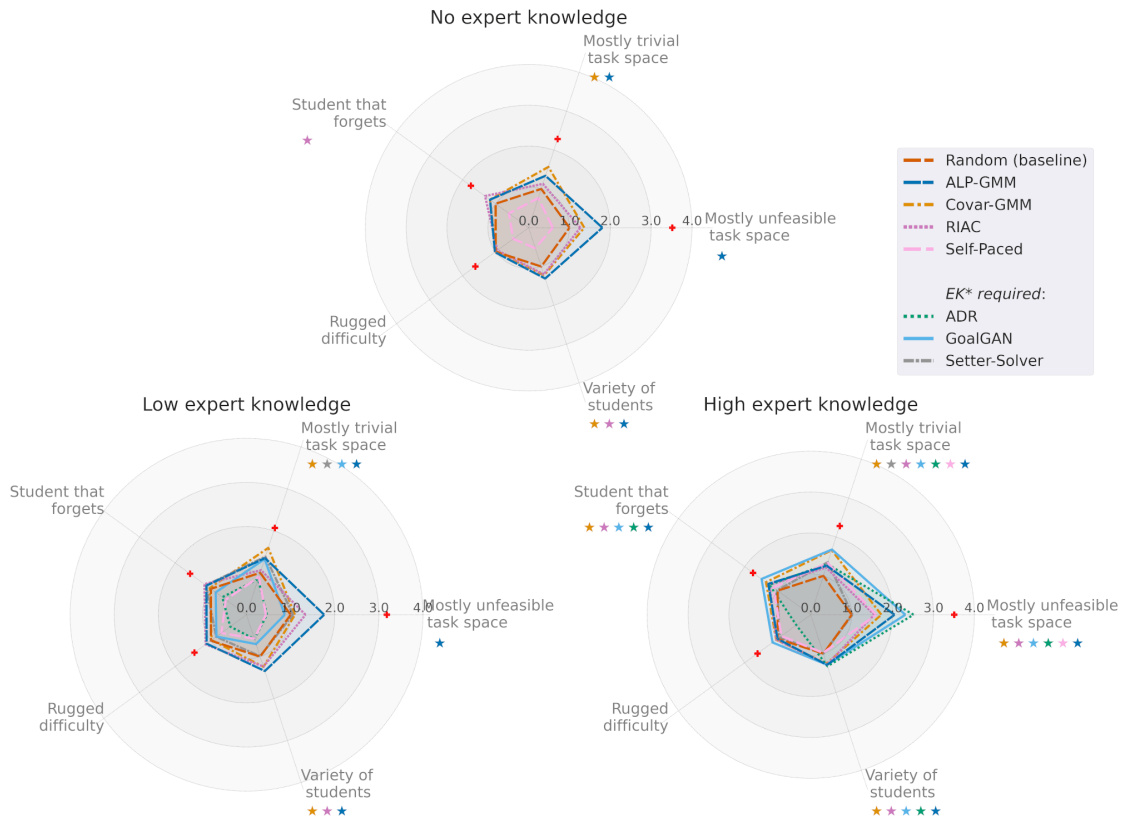 No expert knowledge
Mostly trivial
task space
Student that
forgets
0.0 1.0 2.0 3.0 4.0
Mostly unfeasible
task space
Rugged
difficulty
Variety of
students
Random (baseline)
ALP-GMM
Covar-GMM
RIAC
Self-Paced
EK* required:
ADR
GoalGAN
Setter-Solver
Low expert knowledge
Mostly trivial
task space
Student that
forgets
0.0 1.0 2.0 3.0 4.0
Mostly unfeasible
task space
Rugged
difficulty
Variety of
students
High expert knowledge
Mostly trivial
task space
Student that
forgets
0.0 1.0 2.0 3.0 4.0
Mostly unfeasible
task space
Rugged
difficulty
Variety of
students